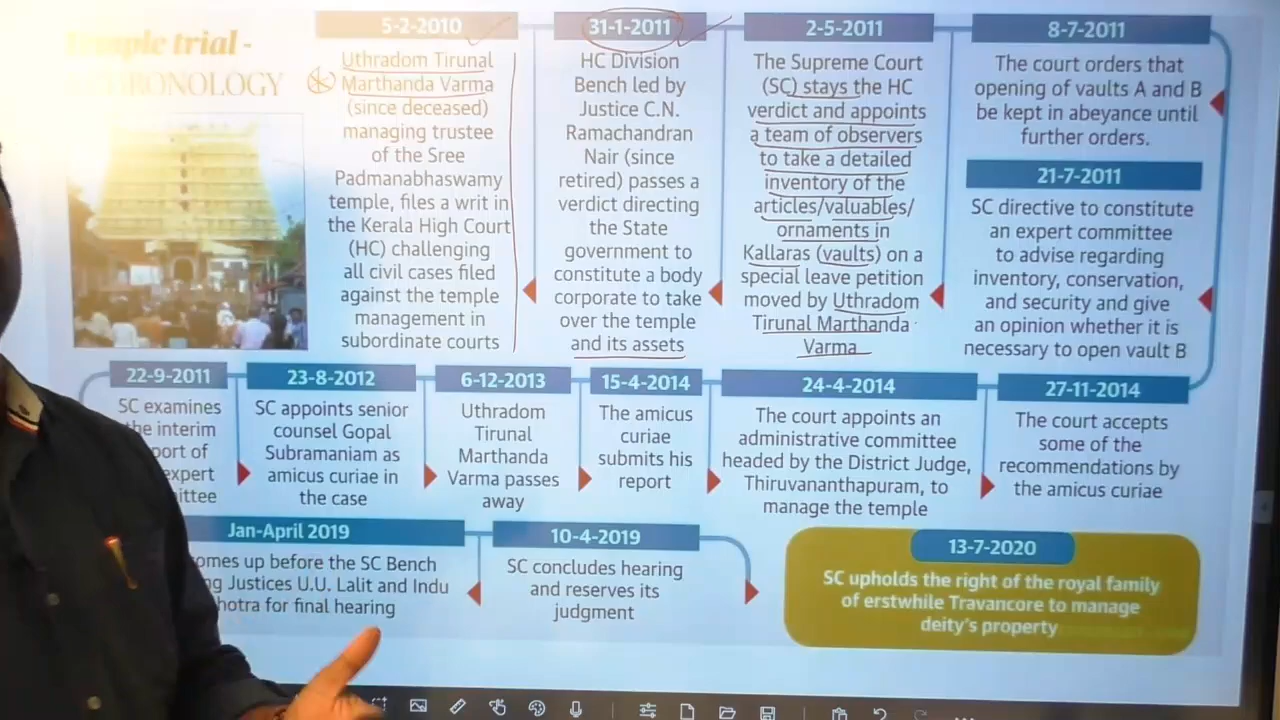 Temple trial -
CHRONOLOGY
5-2-2010
Uthradom Tirunal
Marthanda Varma
(since deceased)
managing trustee
of the Sree
Padmanabhaswamy
temple, files a writ in
the Kerala High Court
(HC) challenging
all civil cases filed
against the temple
management in
subordinate courts
31-1-2011
HC Division
Bench led by
Justice C.N.
Ramachandran
Nair (since
retired) passes a
verdict directing
the State
government to
constitute a body
corporate to take
over the temple
and its assets
2-5-2011
The Supreme Court
(SC) stays the HC
verdict and appoints
a team of observers
to take a detailed
inventory of the
articles/valuables/
ornaments in
Kallaras (vaults) on a
special leave petition
moved by Uthradom
Tirunal Marthanda
Varma
8-7-2011
The court orders that
opening of vaults A and B
be kept in abeyance until
further orders.
21-7-2011
SC directive to constitute
an expert committee
to advise regarding
inventory, conservation,
and security and give
an opinion whether it is
necessary to open vault B
22-9-2011
SC examines
the interim
port of
expert
ittee
23-8-2012
SC appoints senior
counsel Gopal
Subramaniam as
amicus curiae in
the case
6-12-2013
Uthradom
Tirunal
Marthanda
Varma passes
away
15-4-2014
The amicus
curiae
submits his
report
24-4-2014
The court appoints an
administrative committee
headed by the District Judge,
Thiruvananthapuram, to
manage the temple
27-11-2014
The court accepts
some of the
recommendations by
the amicus curiae
Jan-April 2019
omes up before the SC Bench
ng Justices U.U. Lalit and Indu
hotra for final hearing
10-4-2019
SC concludes hearing
and reserves its
judgment
13-7-2020
SC upholds the right of the royal family
of erstwhile Travancore to manage
deity's property